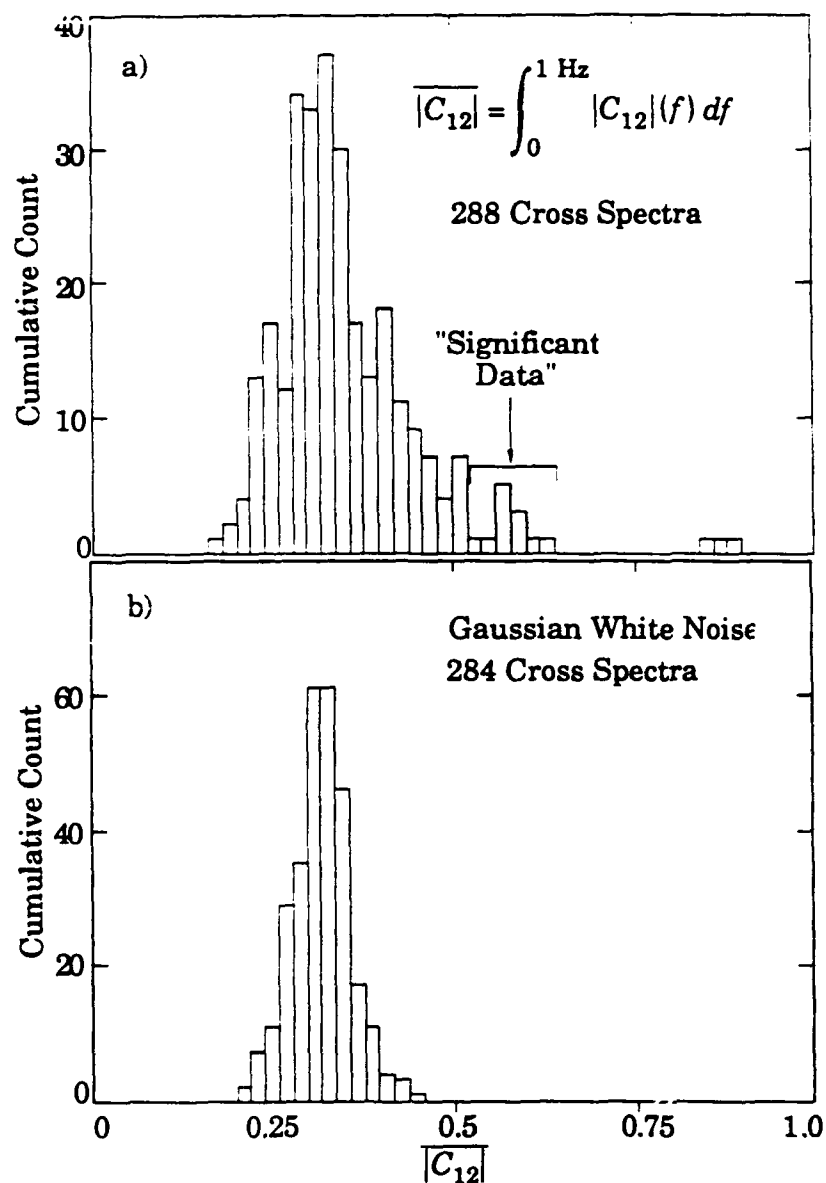 40
a)
|C₁₂| = ∫₀^{1 Hz} |C₁₂|(f) df
30
288 Cross Spectra
Cumulative Count
20
"Significant
Data"
10
0
b)
Gaussian White Noise
284 Cross Spectra
60
Cumulative Count
40
20
0
0 0.25 0.5 0.75 1.0
|C₁₂|